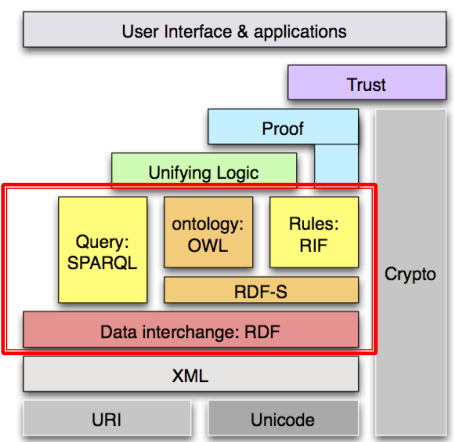 User Interface & applications
Trust
Proof
Unifying Logic
Query:
SPARQL
ontology:
OWL
Rules:
RIF
Crypto
RDF-S
Data interchange: RDF
XML
URI
Unicode